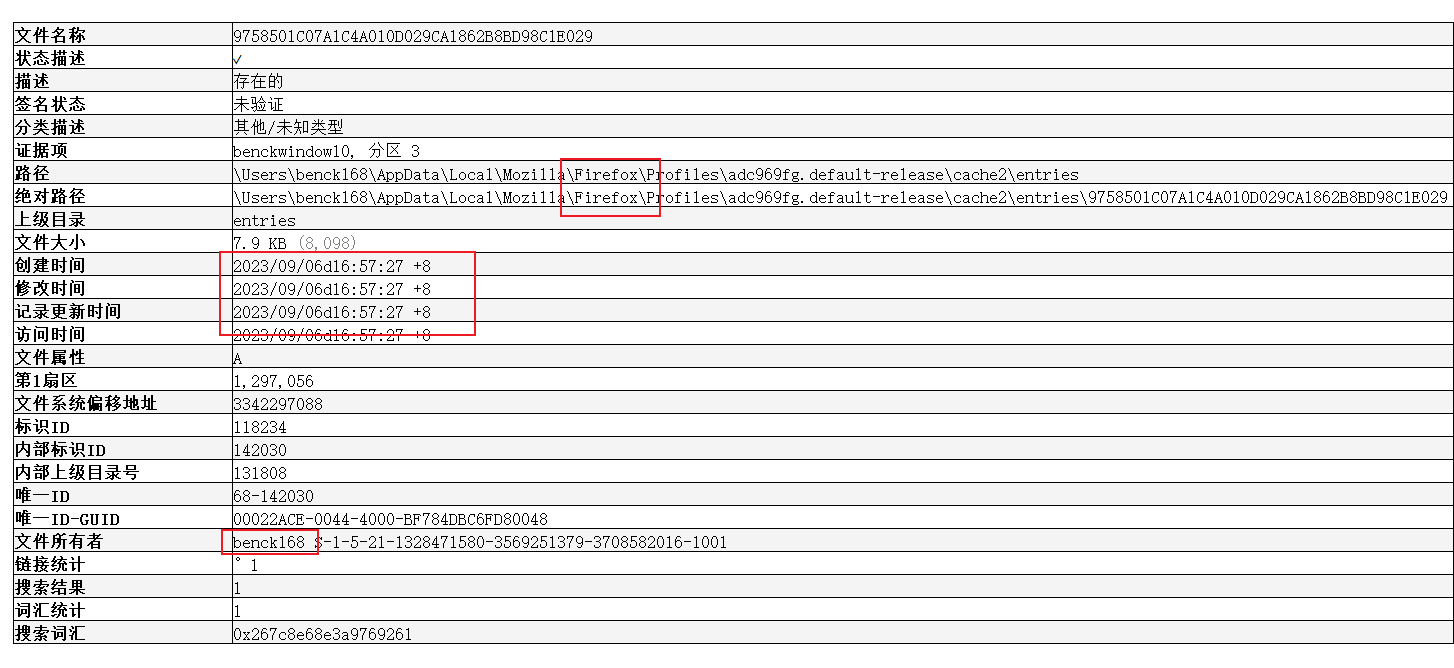 文件名称 9758501C07A1C4A010D029CA1862B8BD98C1E029
状态描述 ✓
描述 存在的
签名状态 未验证
分类描述 其他/未知类型
证据项 benckwindow10, 分区 3
路径 \Users\benck168\AppData\Local\Mozilla\Firefox\Profiles\adc969fg.default-release\cache2\entries
绝对路径 \Users\benck168\AppData\Local\Mozilla\Firefox\Profiles\adc969fg.default-release\cache2\entries\9758501C07A1C4A010D029CA1862B8BD98C1E029
上级目录 entries
文件大小 7.9 KB (8,098)
创建时间 2023/09/06d16:57:27 +8
修改时间 2023/09/06d16:57:27 +8
记录更新时间 2023/09/06d16:57:27 +8
访问时间 2023/09/06d16:57:27 +8
文件属性 A
第1扇区 1,297,056
文件系统偏移地址 3342297088
标识ID 118234
内部标识ID 142030
内部上级目录号 131808
唯一ID 68-142030
唯一ID-GUID 00022ACE-0044-4000-BF784DBC6FD80048
文件所有者 benck168 S-1-5-21-1328471580-3569251379-3708582016-1001
链接统计 ° 1
搜索结果 1
词汇统计 1
搜索词汇 0x267c8e68e3a9769261